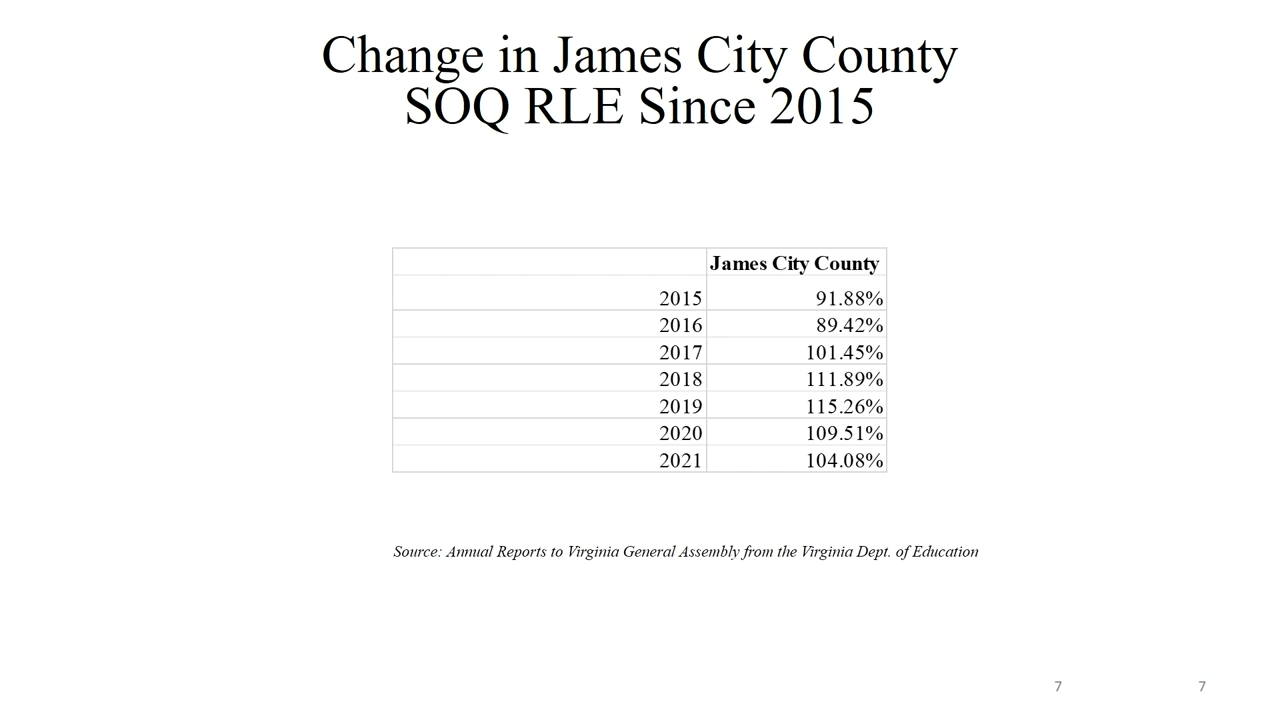 Change in James City County
SOQ RLE Since 2015
James City County
2015 91.88%
2016 89.42%
2017 101.45%
2018 111.89%
2019 115.26%
2020 109.51%
2021 104.08%
Source: Annual Reports to Virginia General Assembly from the Virginia Dept. of Education
7 7